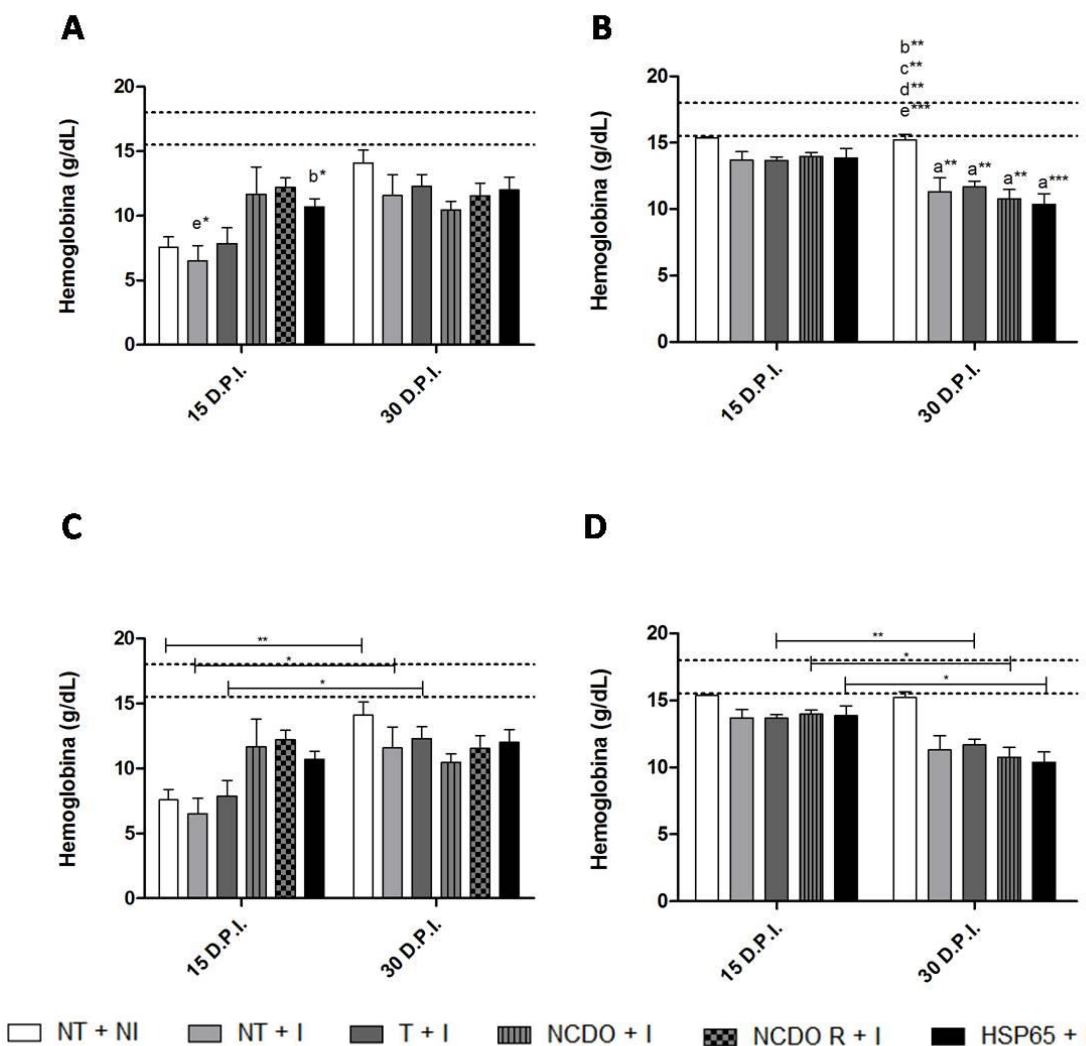 A
Hemoglobina (g/dL)
20
15
10
5
0
e*
b*
15 D.P.I.
30 D.P.I.
B
Hemoglobina (g/dL)
20
15
10
5
0
b**
c**
d**
e***
a**
a**
a**
a***
15 D.P.I.
30 D.P.I.
C
Hemoglobina (g/dL)
20
15
10
5
0
**
*
*
15 D.P.I.
30 D.P.I.
D
Hemoglobina (g/dL)
20
15
10
5
0
**
*
*
15 D.P.I.
30 D.P.I.
NT + NI NT + I T + I NCDO + I NCDO R + I HSP65 +